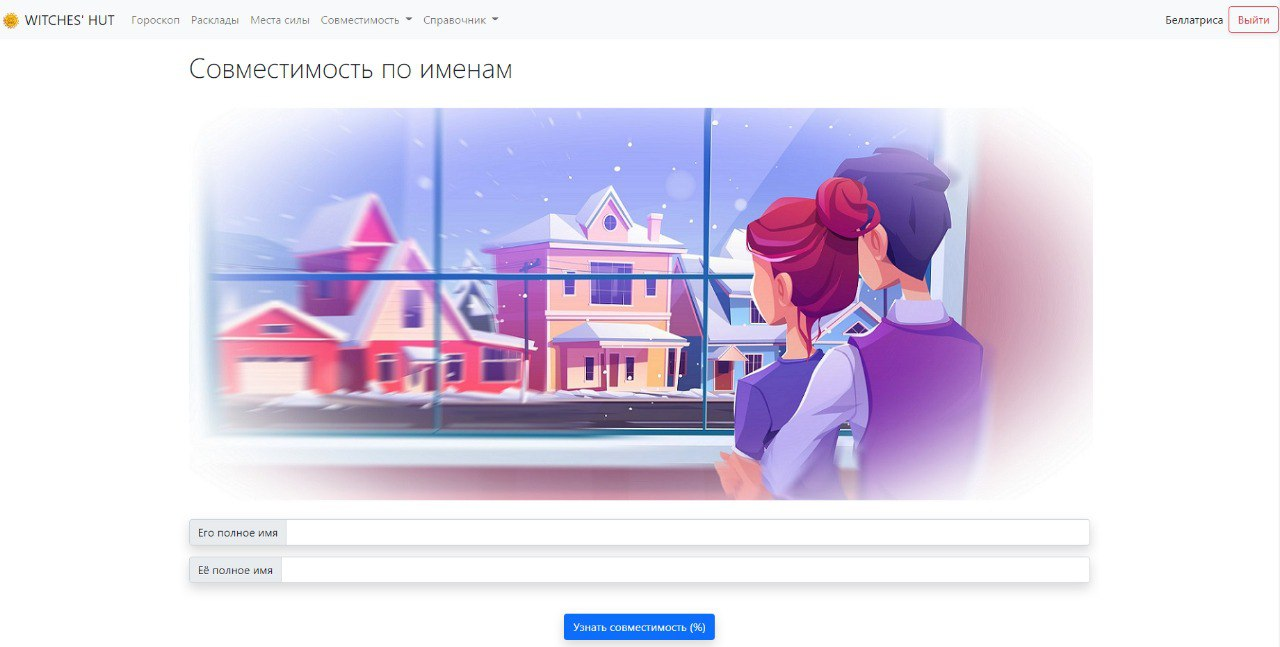 WITCHES' HUT Гороскоп Расклады Места силы Совместимость Справочник Беллатриса Выйти
Совместимость по именам
Его полное имя
Её полное имя
Узнать совместимость (%)